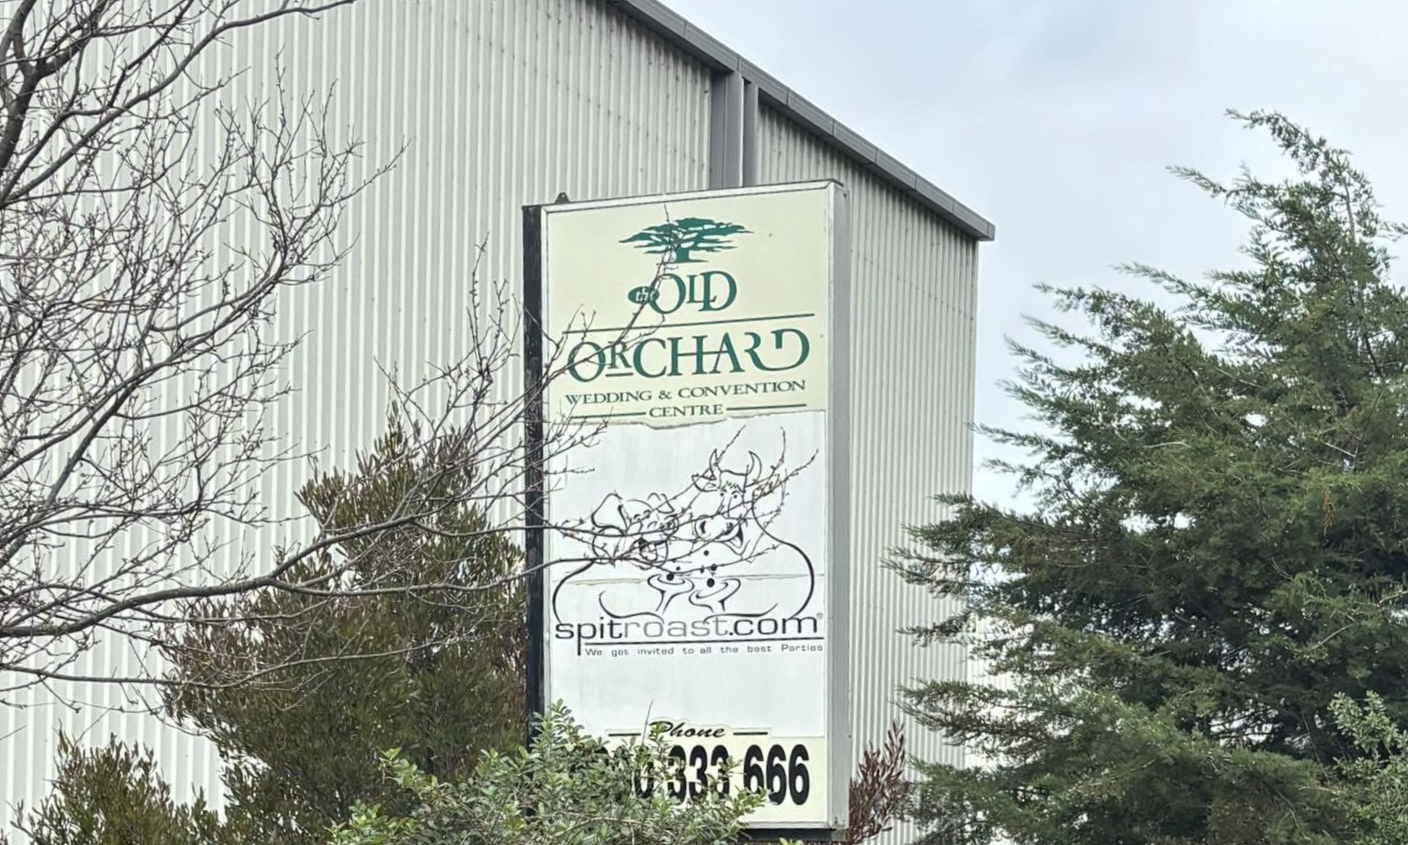 the OLD
ORCHARD
WEDDING & CONVENTION
CENTRE
spitroast.com®
We get invited to all the best Parties
Phone
333 666